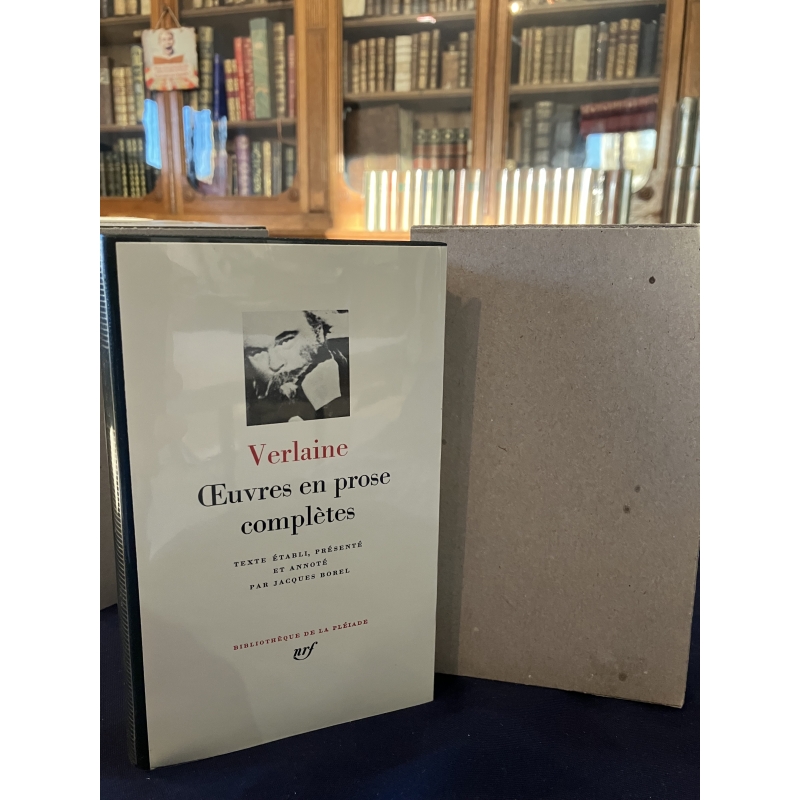 Verlaine
Œuvres en prose
complètes
TEXTE ÉTABLI, PRÉSENTÉ
ET ANNOTÉ
PAR JACQUES BOREL
BIBLIOTHÈQUE DE LA PLÉIADE
nrf